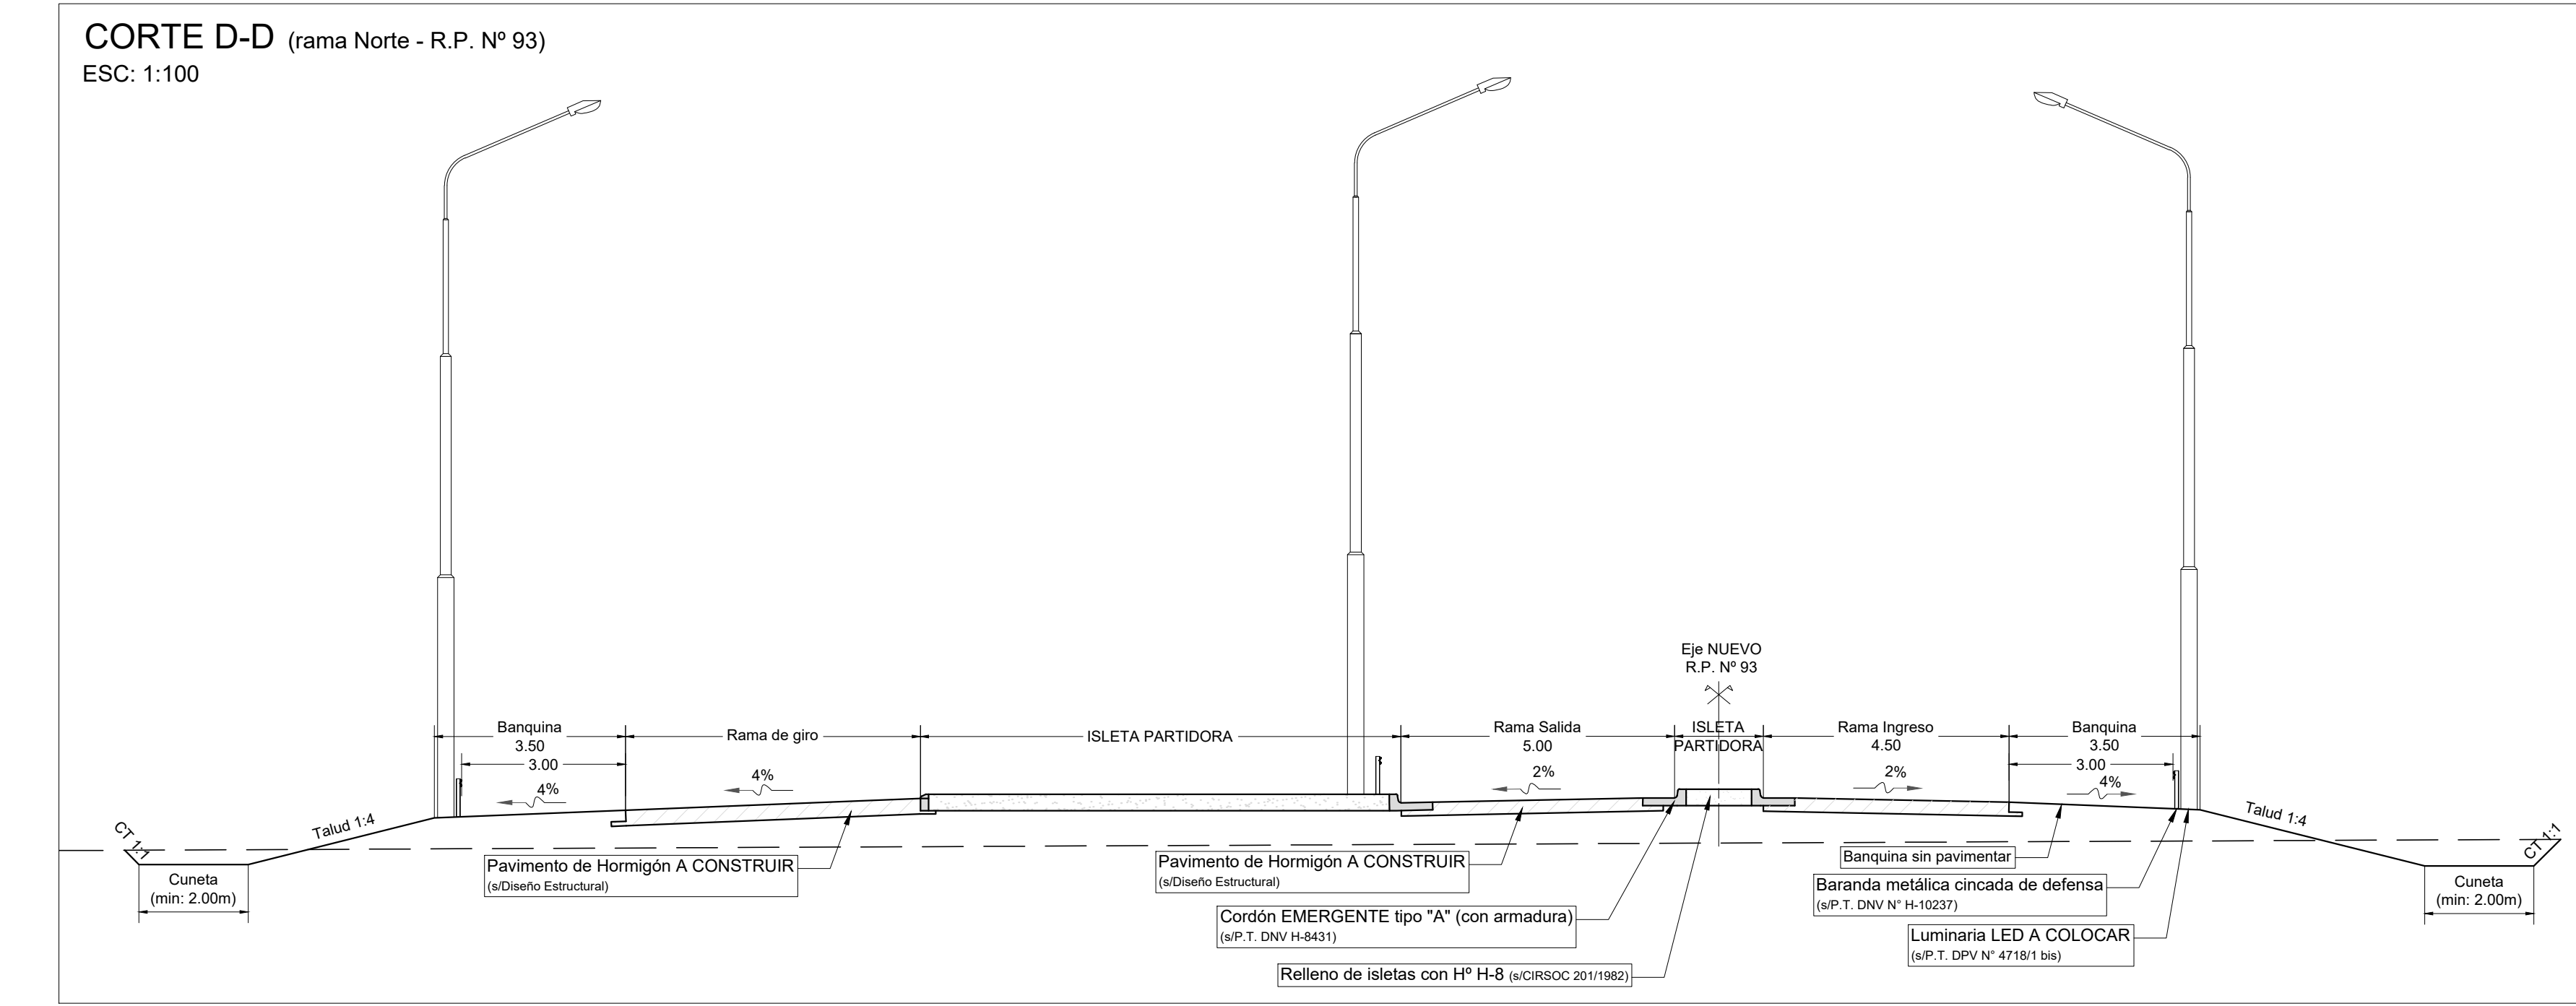 CORTE D-D (rama Norte - R.P. Nº 93)
ESC: 1:100
Eje NUEVO
R.P. Nº 93
Banquina
3.50
3.00
4%
Rama de giro
4%
ISLETA PARTIDORA
Rama Salida
5.00
2%
ISLETA
PARTIDORA
Rama Ingreso
4.50
2%
Banquina
3.50
3.00
4%
CT 1:1
Talud 1:4
Talud 1:4
CT 1:1
Cuneta
(min: 2.00m)
Pavimento de Hormigón A CONSTRUIR
(s/Diseño Estructural)
Pavimento de Hormigón A CONSTRUIR
(s/Diseño Estructural)
Cordón EMERGENTE tipo "A" (con armadura)
(s/P.T. DNV H-8431)
Relleno de isletas con Hº H-8 (s/CIRSOC 201/1982)
Banquina sin pavimentar
Baranda metálica cincada de defensa
(s/P.T. DNV N° H-10237)
Luminaria LED A COLOCAR
(s/P.T. DPV N° 4718/1 bis)
Cuneta
(min: 2.00m)